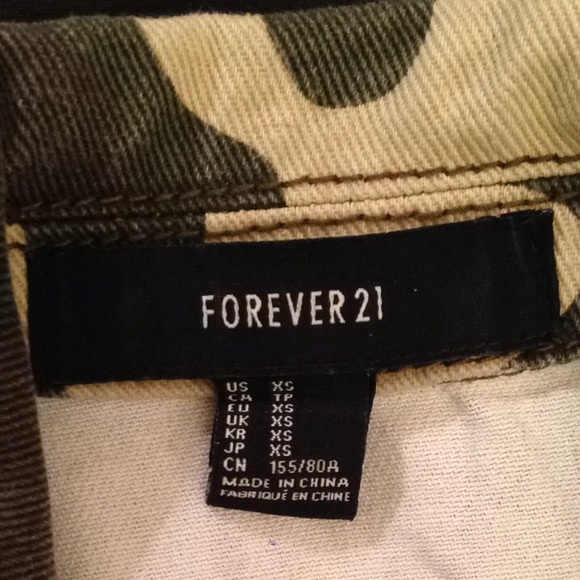 FOREVER 21
US XS
CA TP
EU XS
UK XS
KR XS
JP XS
CN 155/80A
MADE IN CHINA
FABRIQUÉ EN CHINE